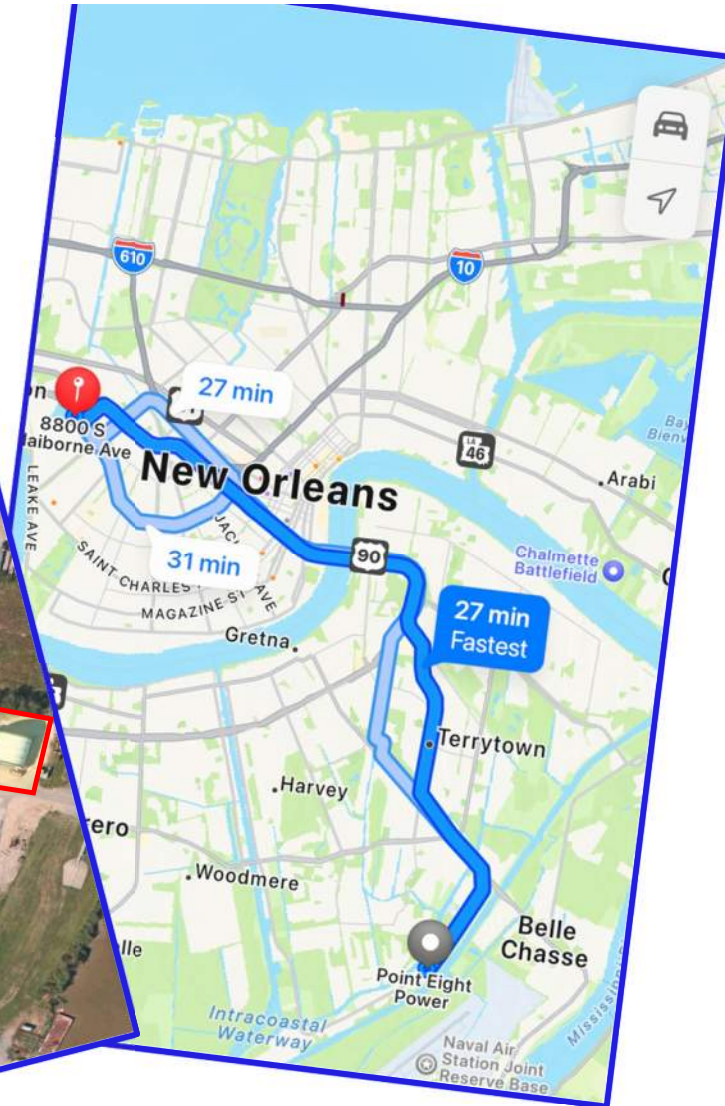 610
10
27 min
8800 S
aiborne Ave
LA
46
Bay
Bienv
Arabi
New Orleans
LEAKE AVE
31 min
90
Chalmette
Battlefield
SAINT CHARLES
AVE
MAGAZINE ST
Gretna
27 min
Fastest
Terrytown
Harvey
rero
Woodmere
Belle
Chasse
lle
Point Eight
Power
Intracoastal
Waterway
Mississi
Naval Air
Station Joint
Reserve Base